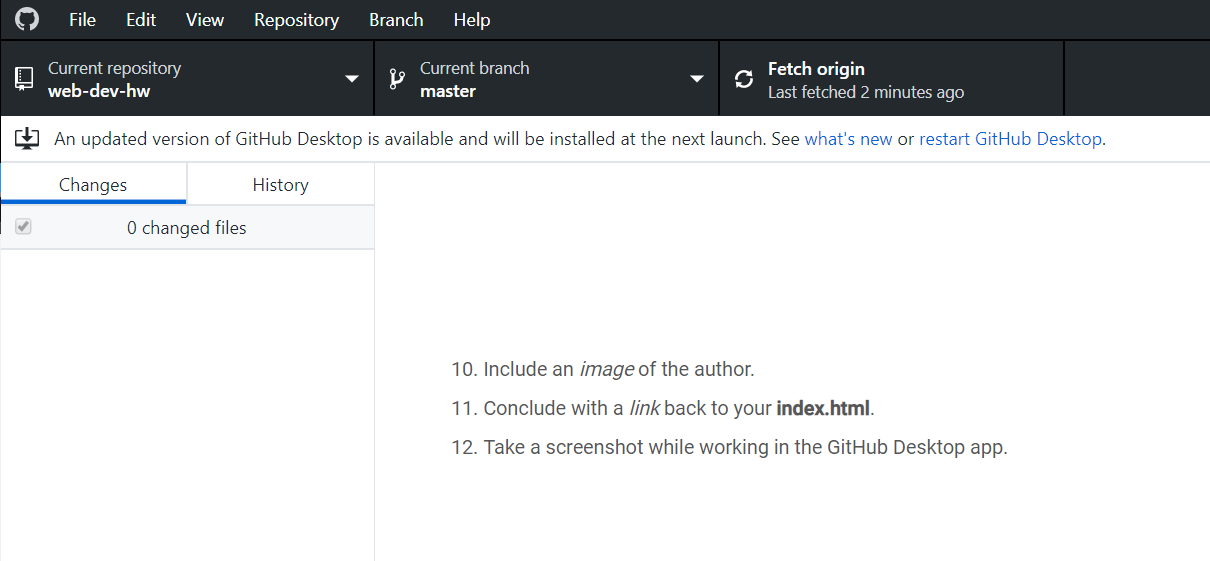 File Edit View Repository Branch Help
Current repository
web-dev-hw
Current branch
master
Fetch origin
Last fetched 2 minutes ago
An updated version of GitHub Desktop is available and will be installed at the next launch. See what's new or restart GitHub Desktop.
Changes History
0 changed files
10. Include an image of the author.
11. Conclude with a link back to your index.html.
12. Take a screenshot while working in the GitHub Desktop app.